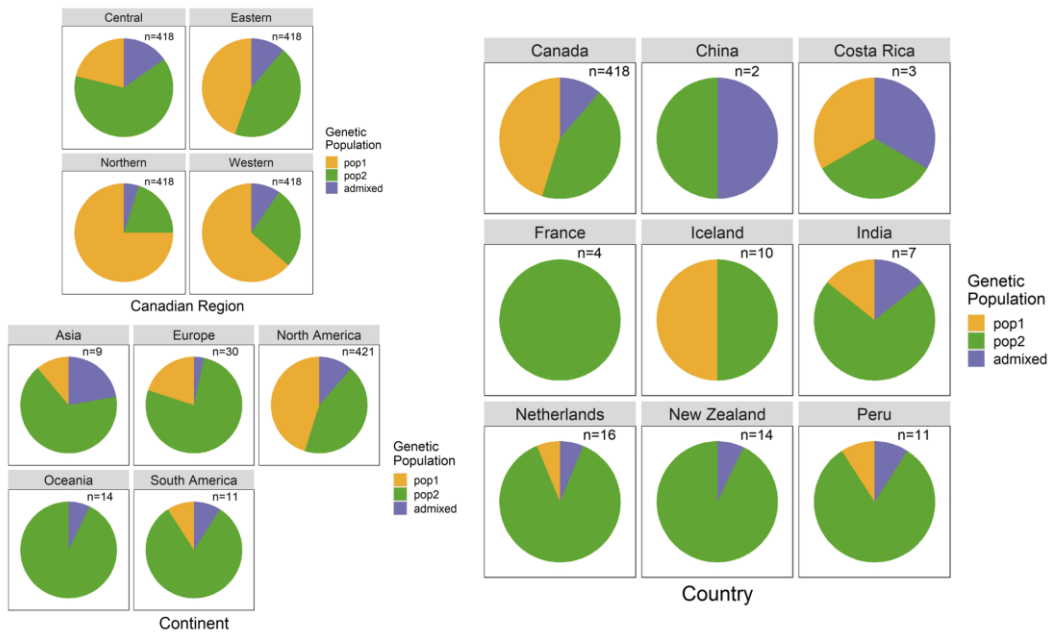 Central
Eastern
n=418
n=418
Northern
Western
n=418
n=418
Genetic
Population
pop1
pop2
admixed
Canadian Region
Asia
Europe
North America
n=9
n=30
n=421
Oceania
South America
n=14
n=11
Genetic
Population
pop1
pop2
admixed
Continent
Canada
China
Costa Rica
n=418
n=2
n=3
France
Iceland
India
n=4
n=10
n=7
Netherlands
New Zealand
Peru
n=16
n=14
n=11
Genetic
Population
pop1
pop2
admixed
Country